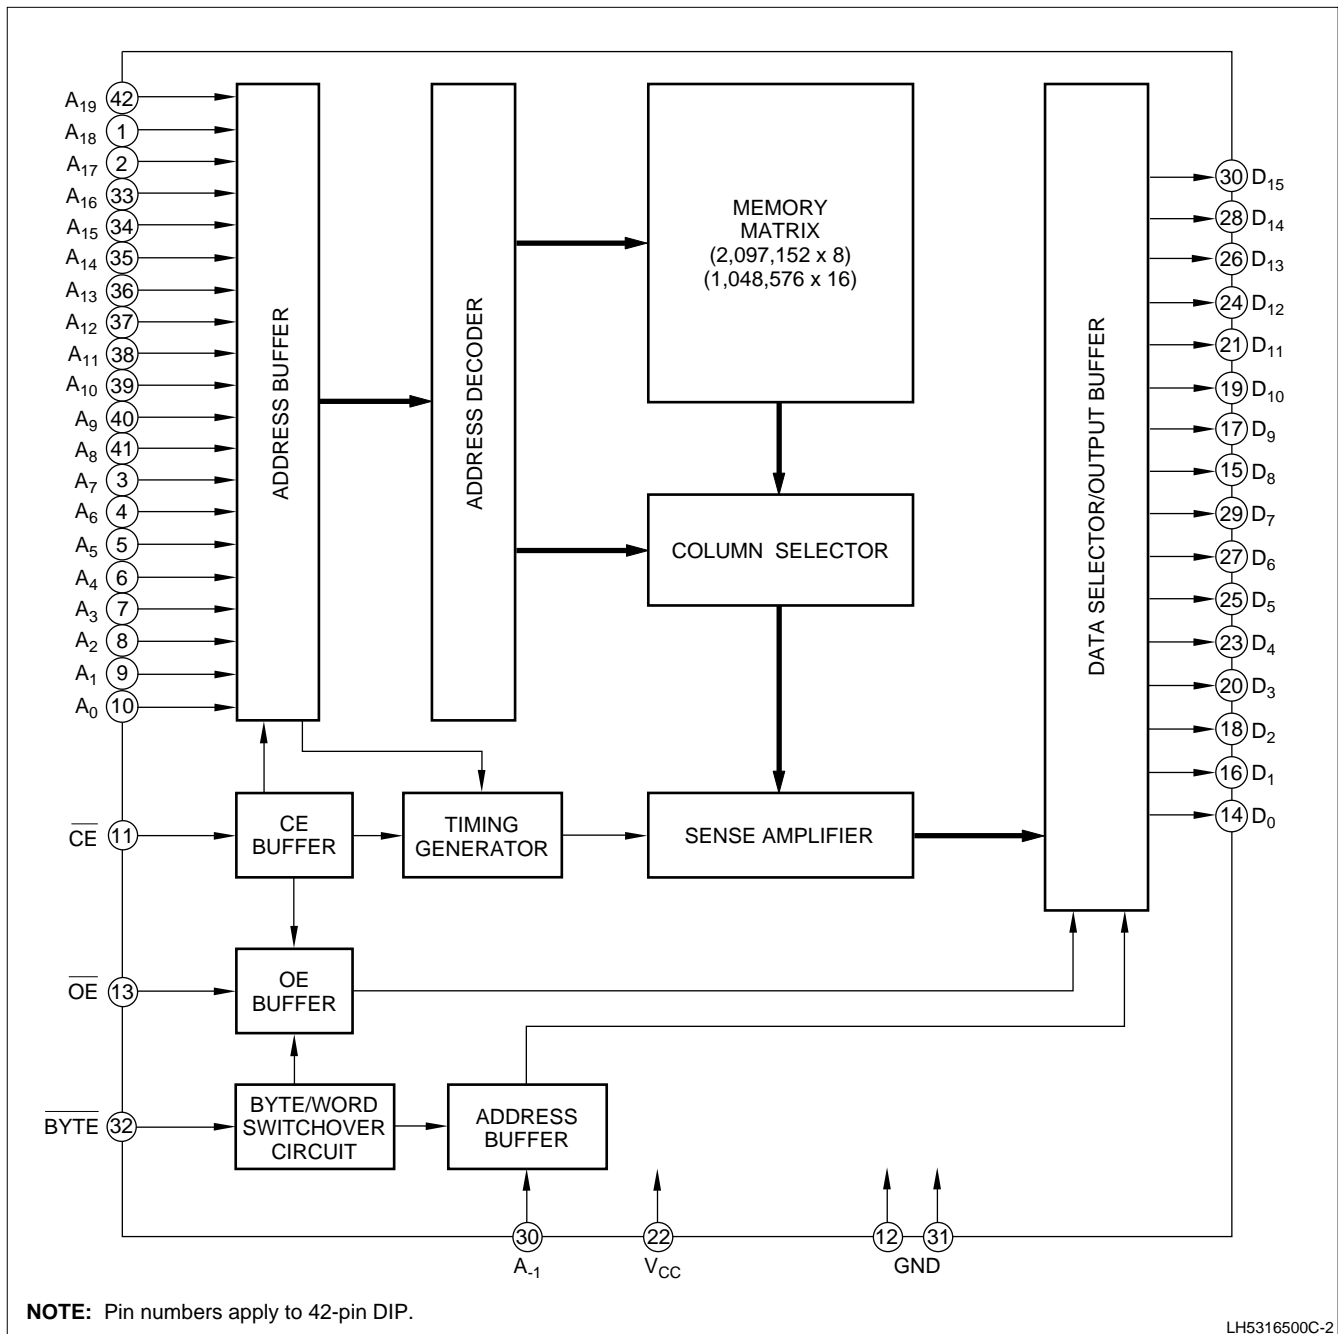 A19 42
A18 1
A17 2
A16 33
A15 34
A14 35
A13 36
A12 37
A11 38
A10 39
A9 40
A8 41
A7 3
A6 4
A5 5
A4 6
A3 7
A2 8
A1 9
A0 10
CE 11
OE 13
BYTE 32
ADDRESS BUFFER
ADDRESS DECODER
MEMORY
MATRIX
(2,097,152 x 8)
(1,048,576 x 16)
COLUMN SELECTOR
CE
BUFFER
TIMING
GENERATOR
SENSE AMPLIFIER
OE
BUFFER
BYTE/WORD
SWITCHOVER
CIRCUIT
ADDRESS
BUFFER
DATA SELECTOR/OUTPUT BUFFER
30 D15
28 D14
26 D13
24 D12
21 D11
19 D10
17 D9
15 D8
29 D7
27 D6
25 D5
23 D4
20 D3
18 D2
16 D1
14 D0
30
A-1
22
VCC
12 31
GND
NOTE: Pin numbers apply to 42-pin DIP.
LH5316500C-2